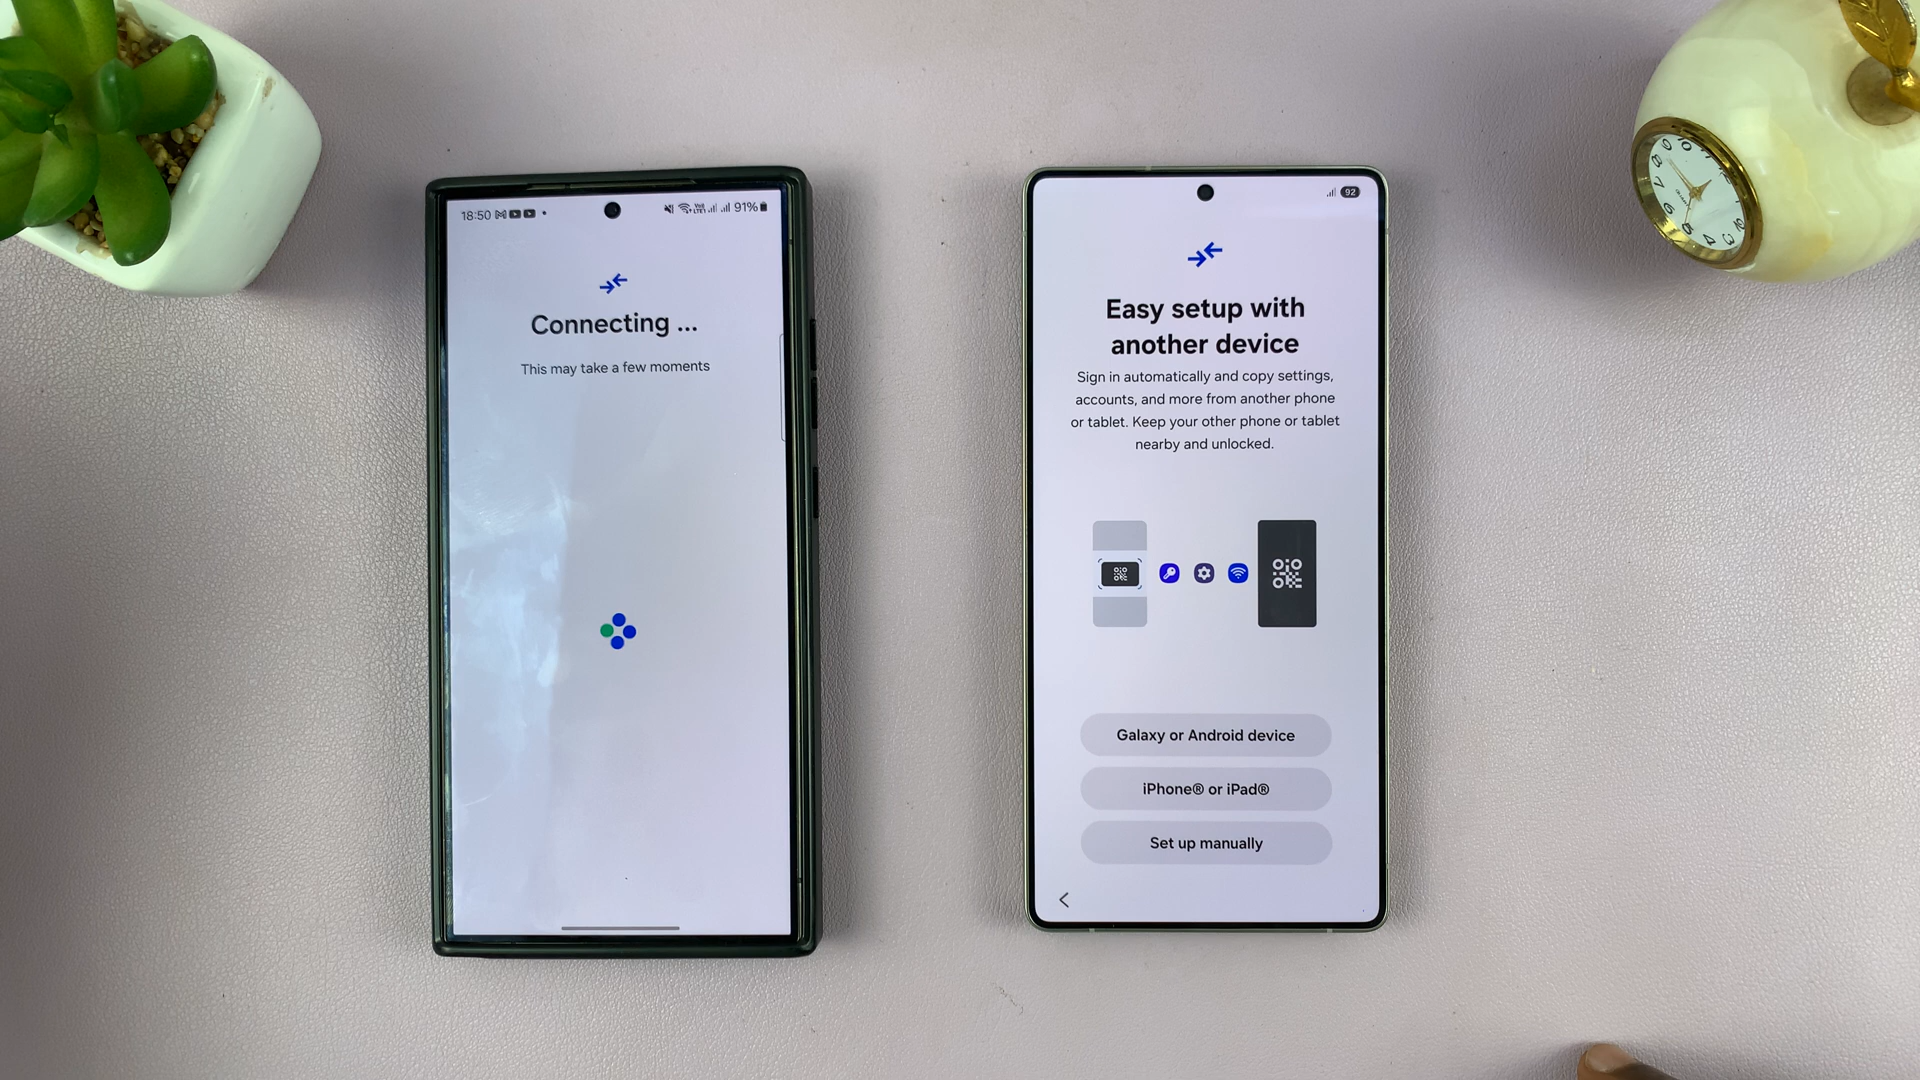 18:50
91%
Connecting ...
This may take a few moments
92
Easy setup with
another device
Sign in automatically and copy settings,
accounts, and more from another phone
or tablet. Keep your other phone or tablet
nearby and unlocked.
Galaxy or Android device
iPhone® or iPad®
Set up manually